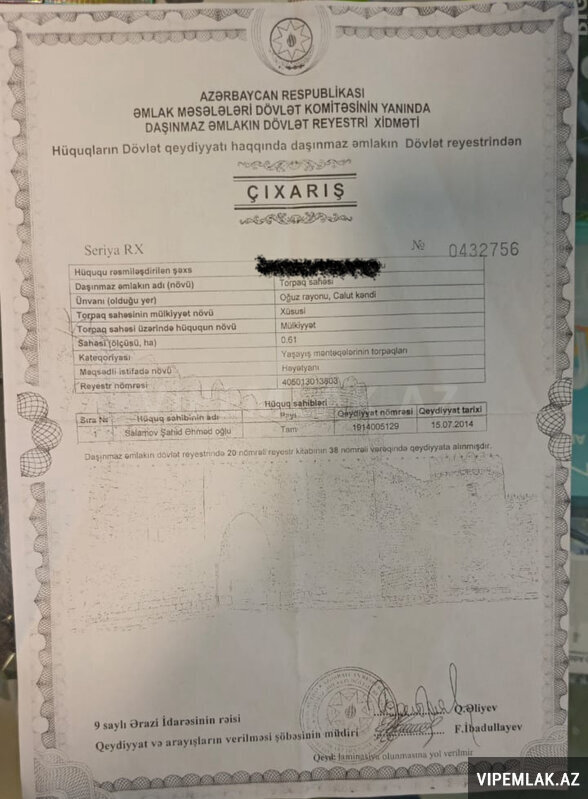 AZƏRBAYCAN RESPUBLİKASI
ƏMLAK MƏSƏLƏLƏRİ DÖVLƏT KOMİTƏSİNİN YANINDA
DAŞINMAZ ƏMLAKIN DÖVLƏT REYESTRİ XİDMƏTİ
Hüquqların Dövlət qeydiyyatı haqqında daşınmaz əmlakın Dövlət reyestrindən
ÇIXARIŞ
Seriya RX № 0432756
Hüququ rəsmiləşdirilən şəxs
Daşınmaz əmlakın adı (növü) Torpaq sahəsi
Ünvanı (olduğu yer) Oğuz rayonu, Calut kəndi
Torpaq sahəsinin mülkiyyət növü Xüsusi
Torpaq sahəsi üzərində hüququn növü Mülkiyyət
Sahəsi (ölçüsü, ha) 0.61
Kateqoriyası Yaşayış məntəqələrinin torpaqları
Məqsədli istifadə növü Həyətyanı
Reyestr nömrəsi 405013013603
Hüquq sahibləri
Sıra № Hüquq sahibinin adı Payı Qeydiyyat nömrəsi Qeydiyyat tarixi
1 Salamov Şahid Əhməd oğlu Tam 1914005129 15.07.2014
Daşınmaz əmlakın dövlət reyestrində 20 nömrəli reyestr kitabının 38 nömrəli vərəqində qeydiyyata alınmışdır.
9 saylı Ərazi İdarəsinin rəisi Q.Əliyev
Qeydiyyat və arayışların verilməsi şöbəsinin müdiri F.İbadullayev
Qeyd: laminasiya olunmasına yol verilmir
VIPEMLAK.AZ